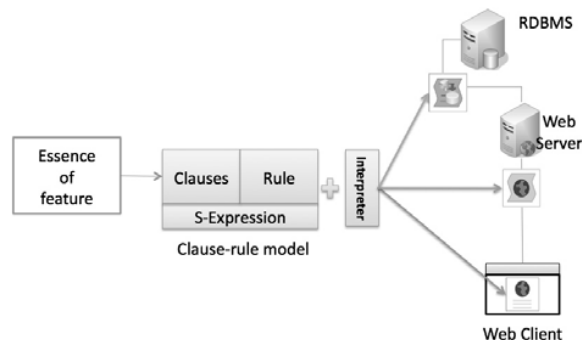 RDBMS
Web
Server
Essence
of
feature
Clauses
Rule
S-Expression
Clause-rule model
Interpreter
Web Client